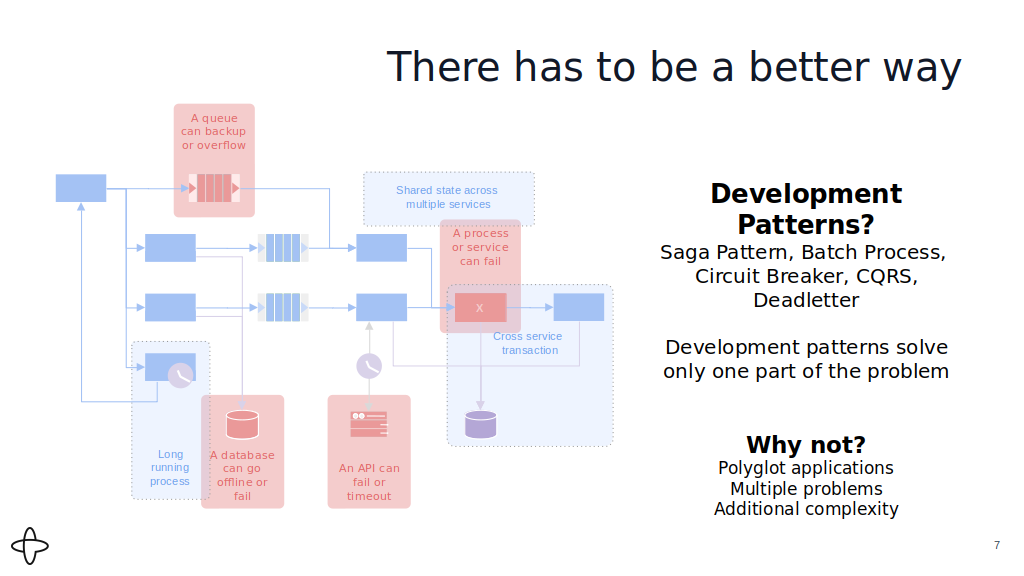 There has to be a better way
A queue
can backup
or overflow
Shared state across
multiple services
A process
or service
can fail
X
Cross service
transaction
Long
running
process
A database
can go
offline or
fail
An API can
fail or
timeout
Development
Patterns?
Saga Pattern, Batch Process,
Circuit Breaker, CQRS,
Deadletter
Development patterns solve
only one part of the problem
Why not?
Polyglot applications
Multiple problems
Additional complexity
7